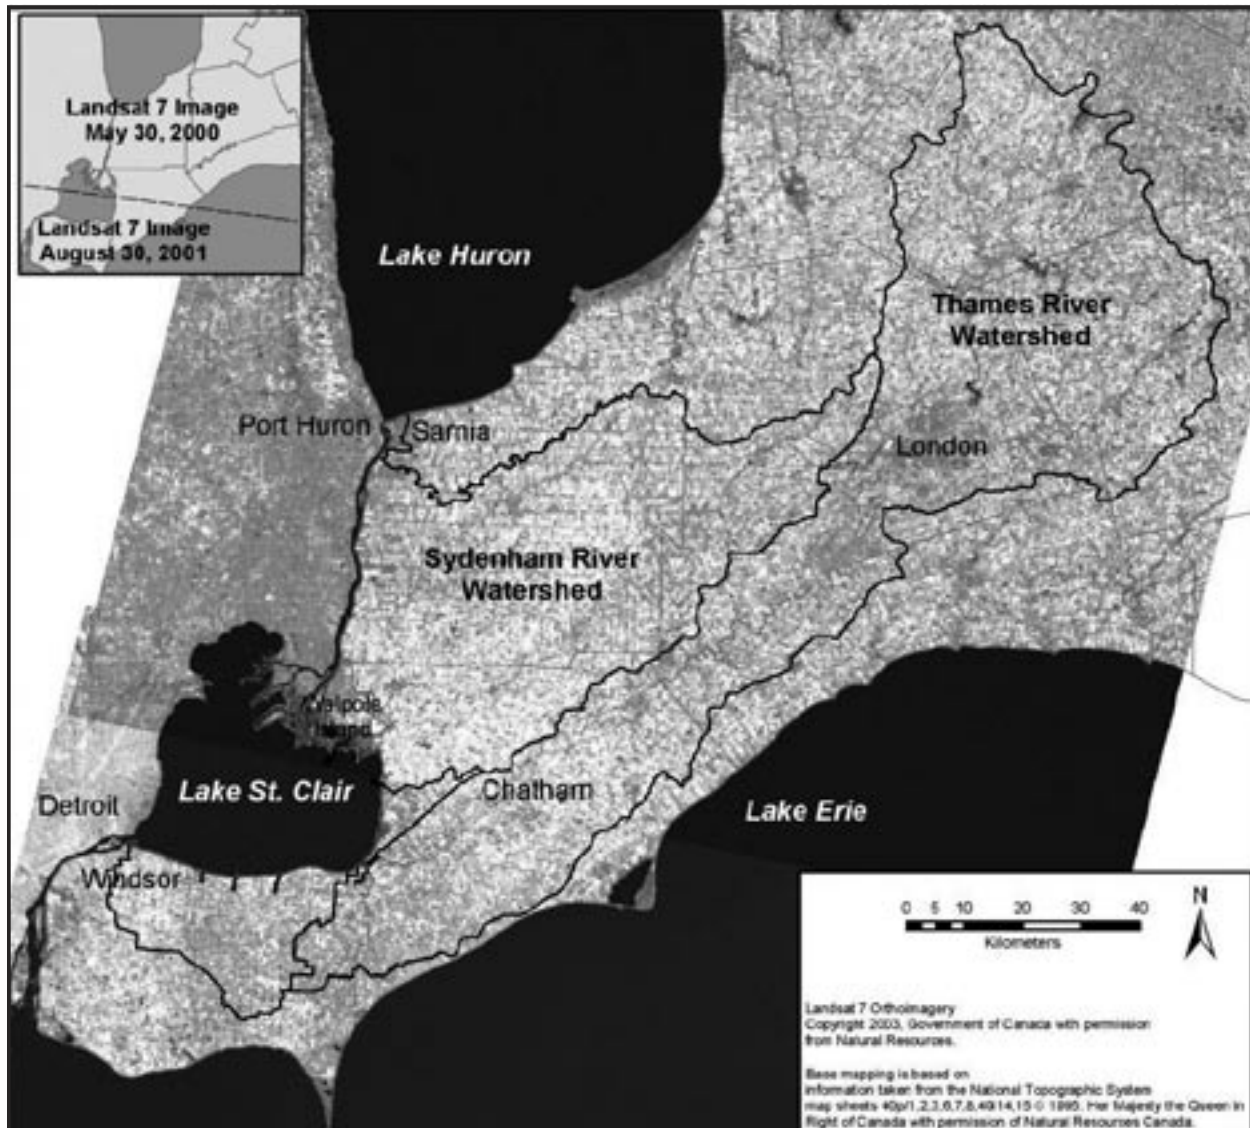 Landsat 7 Image
May 30, 2000
Landsat 7 Image
August 30, 2001
Lake Huron
Thames River
Watershed
Port Huron
Sarnia
London
Sydenham River
Watershed
Walpole
Island
Lake St. Clair
Detroit
Chatham
Lake Erie
Windsor
N
0 5 10 20 30 40
Kilometers
Landsat 7 Orthoimagery
Copyright 2003, Government of Canada with permission
from Natural Resources.
Base mapping is based on
information taken from the National Topographic System
map sheets © Her Majesty the Queen in
Right of Canada with permission of Natural Resources Canada.